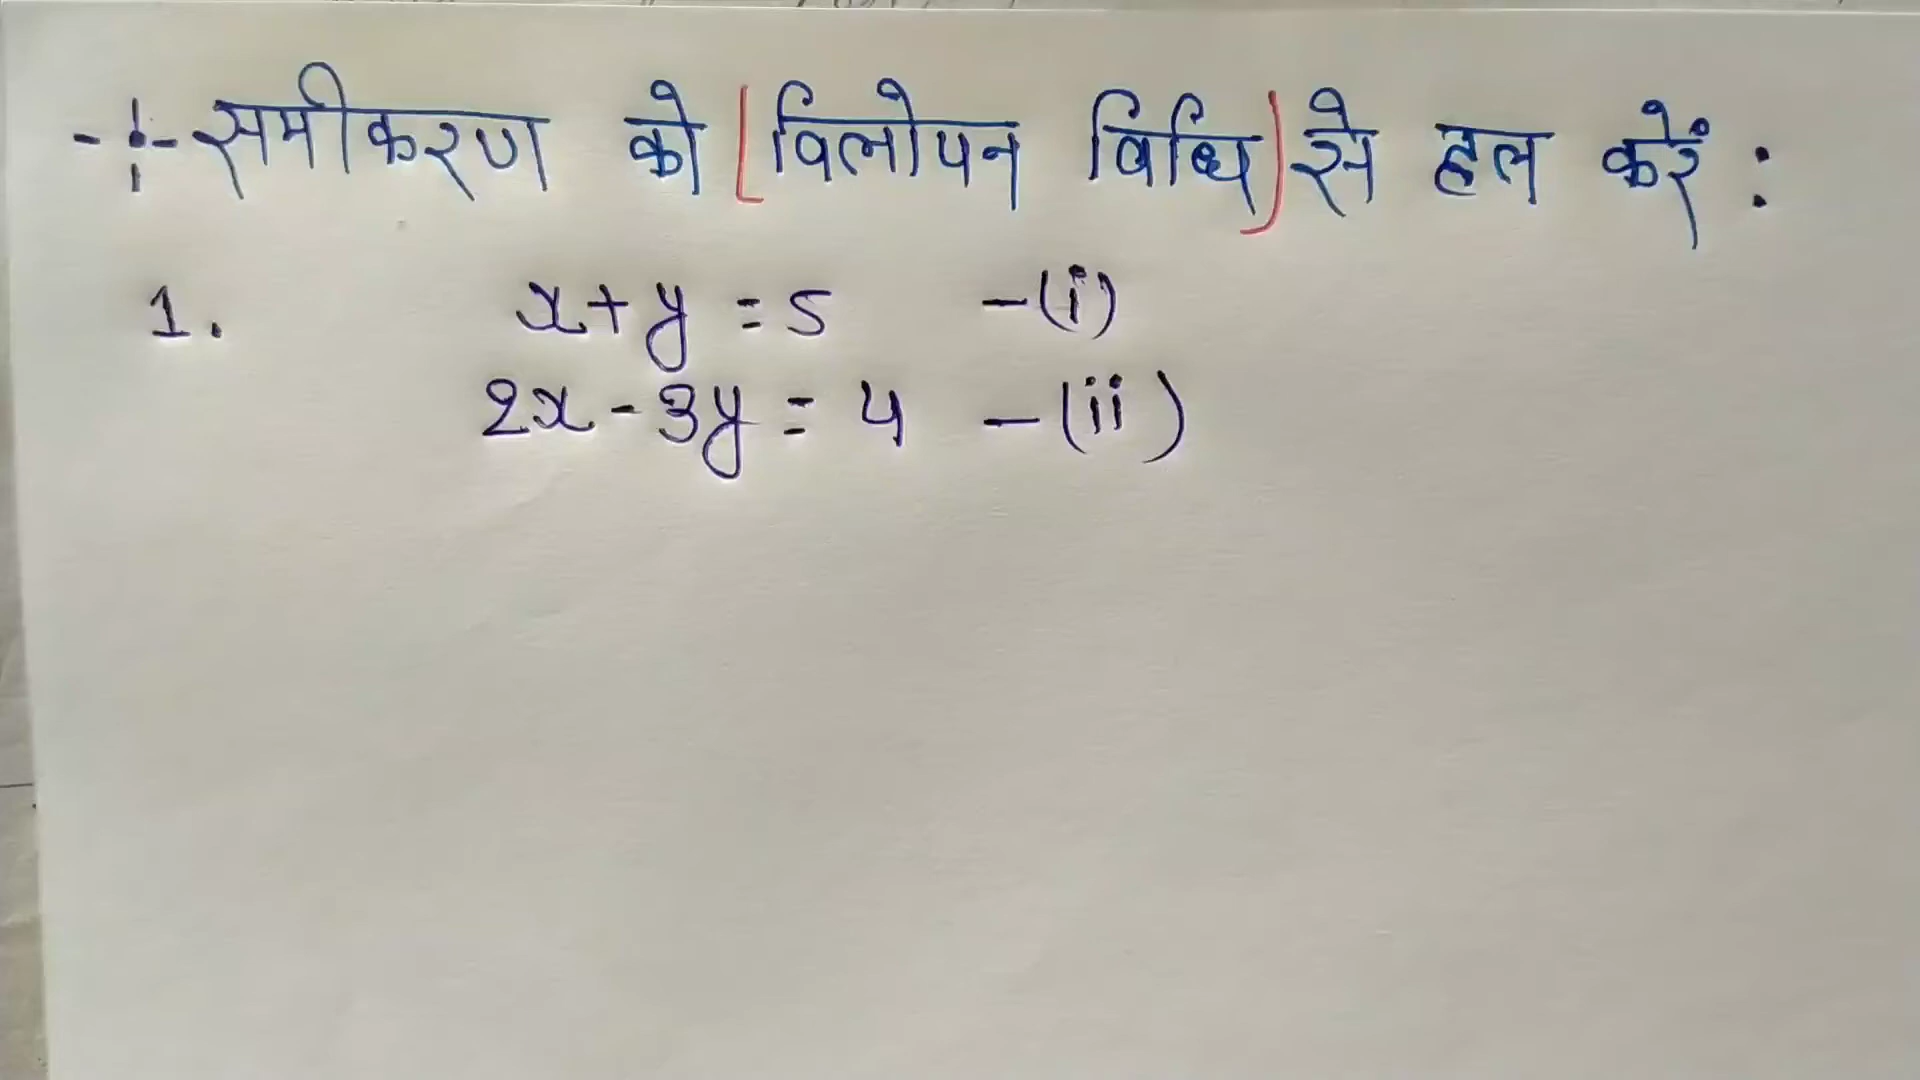 -:- समीकरण को [विलोपन विधि] से हल करें :
1. x + y = 5 -(i)
2x - 3y = 4 -(ii)